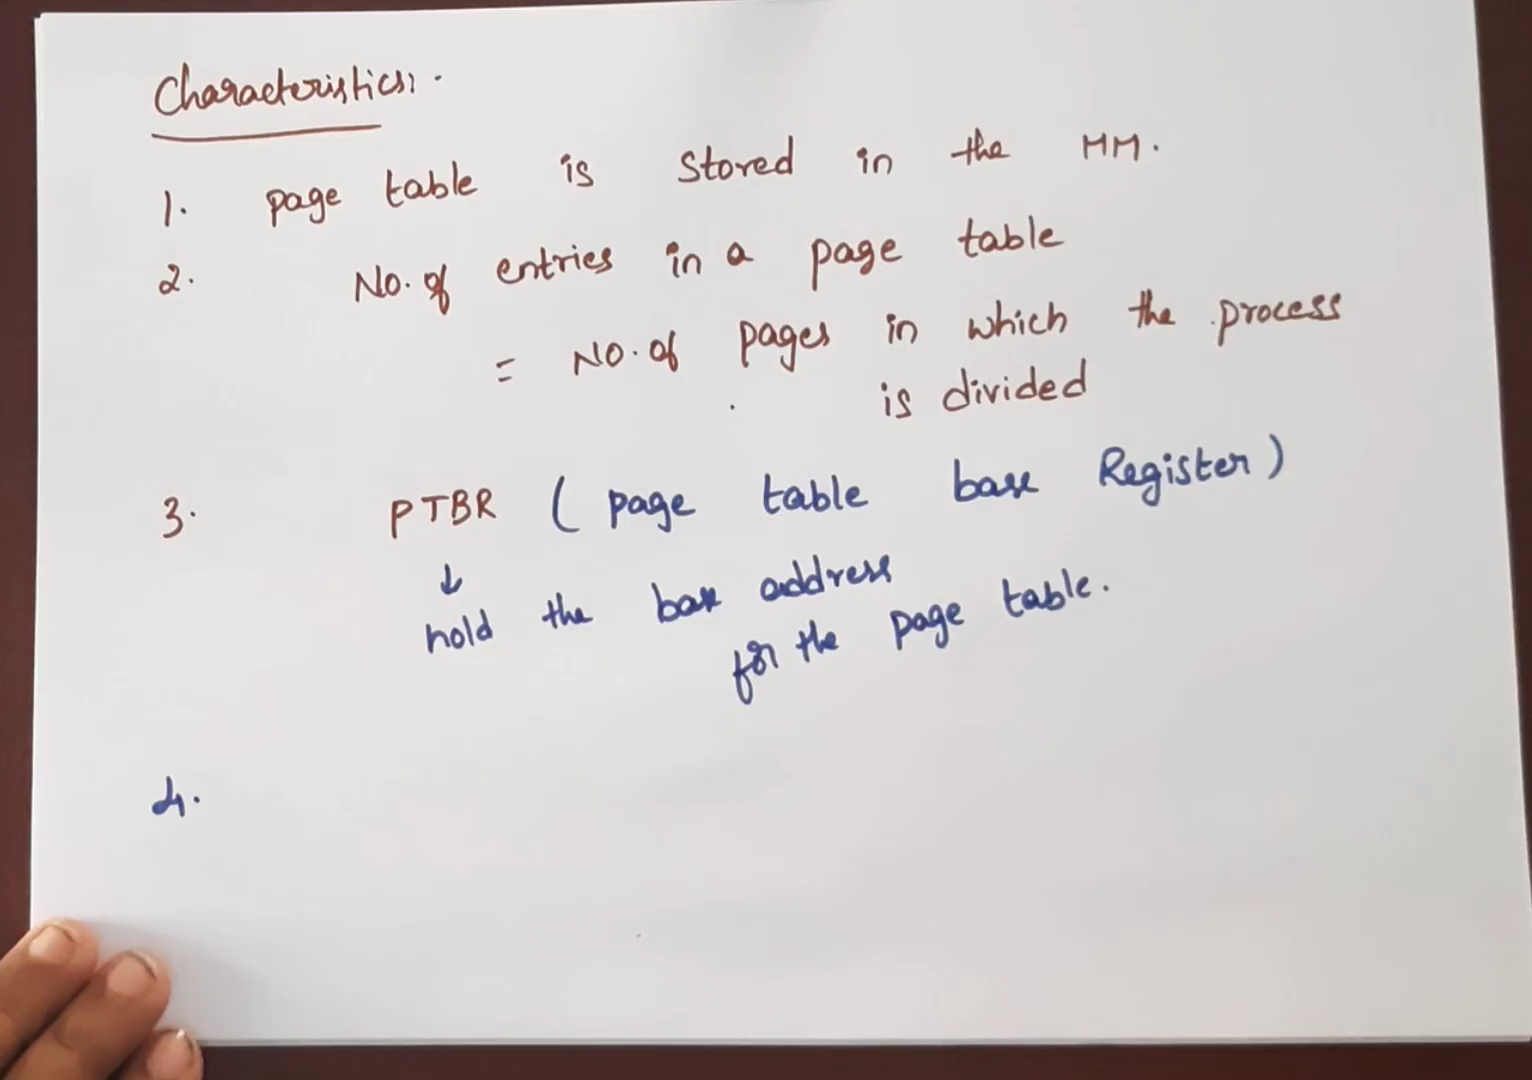 Characteristics:-
1. page table is stored in the MM.
2. No. of entries in a page table
= No. of pages in which the process
is divided
3. PTBR ( page table base Register )
↓
hold the base address
for the page table.
4.